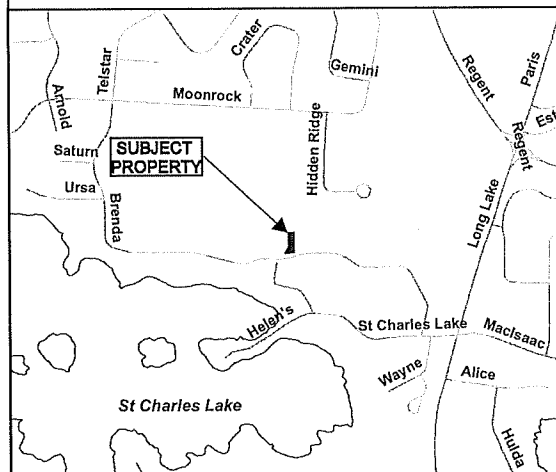 Crater
Telstar
Gemini
Regent
Paris
Arnold
Moonrock
Est
Regent
Hidden Ridge
Saturn
SUBJECT
PROPERTY
Ursa
Brenda
Long Lake
Helen's
St Charles Lake
MacIsaac
Wayne
Alice
St Charles Lake
Hulda